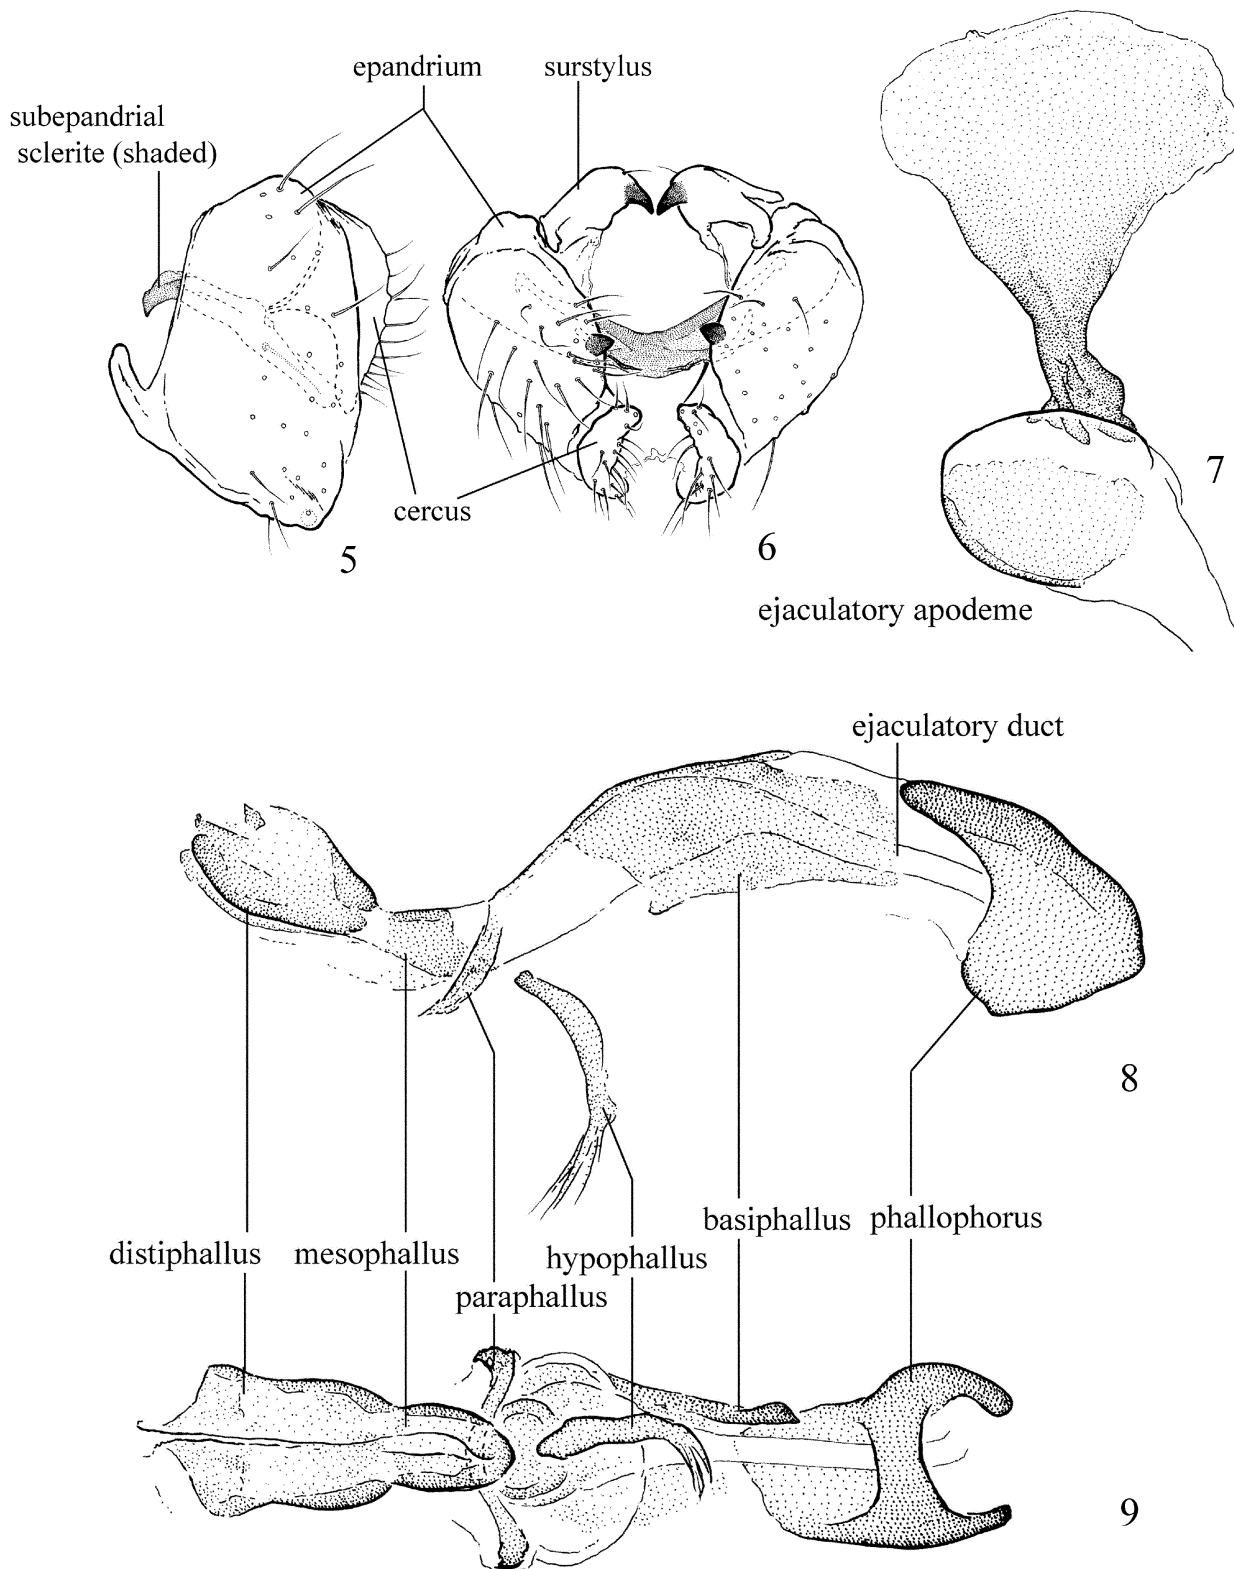 epandrium
surstylus
subepandrial
sclerite (shaded)
cercus
5
6
7
ejaculatory apodeme
ejaculatory duct
8
basiphallus
phallophorus
distiphallus
mesophallus
hypophallus
paraphallus
9